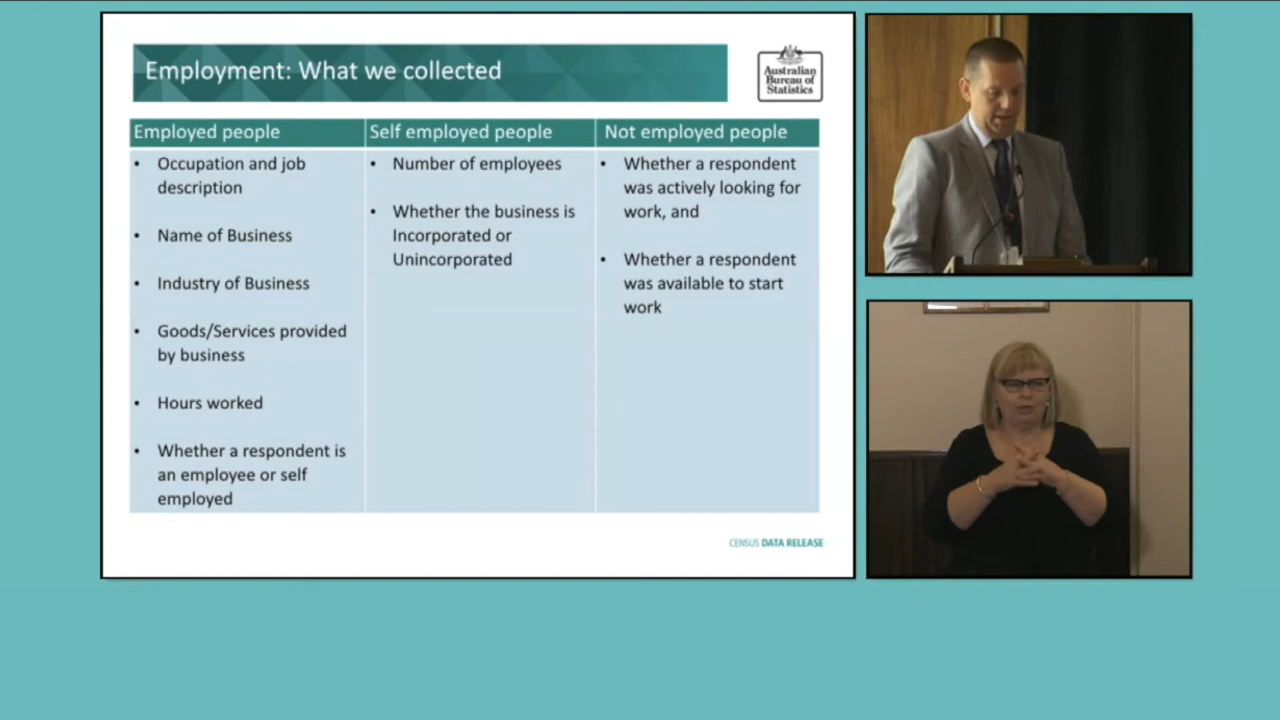 Employment: What we collected
Australian
Bureau of
Statistics
Employed people
Self employed people
Not employed people
• Occupation and job
description
• Name of Business
• Industry of Business
• Goods/Services provided
by business
• Hours worked
• Whether a respondent is
an employee or self
employed
• Number of employees
• Whether the business is
Incorporated or
Unincorporated
• Whether a respondent
was actively looking for
work, and
• Whether a respondent
was available to start
work
CENSUS DATA RELEASE